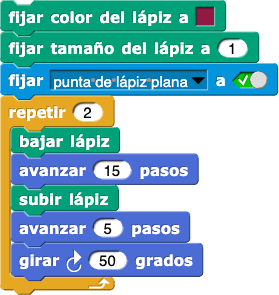 fijar color del lápiz a
fijar tamaño del lápiz a 1
fijar punta de lápiz plana a
repetir 2
bajar lápiz
avanzar 15 pasos
subir lápiz
avanzar 5 pasos
girar 50 grados